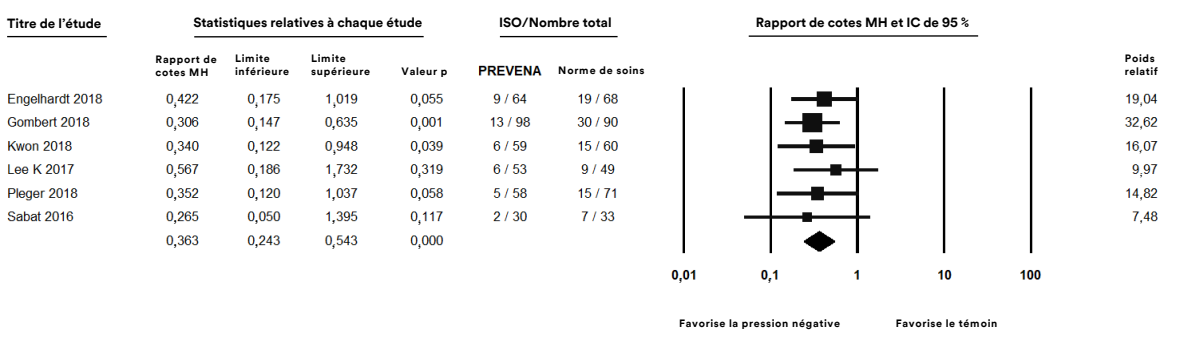 Titre de l’étude Statistiques relatives à chaque étude ISO/Nombre total Rapport de cotes MH et IC de 95 %
Rapport de cotes MH Limite inférieure Limite supérieure Valeur p PREVENA Norme de soins Poids relatif
Engelhardt 2018 0,422 0,175 1,019 0,055 9 / 64 19 / 68 19,04
Gombert 2018 0,306 0,147 0,635 0,001 13 / 98 30 / 90 32,62
Kwon 2018 0,340 0,122 0,948 0,039 6 / 59 15 / 60 16,07
Lee K 2017 0,567 0,186 1,732 0,319 6 / 53 9 / 49 9,97
Pleger 2018 0,352 0,120 1,037 0,058 5 / 58 15 / 71 14,82
Sabat 2016 0,265 0,050 1,395 0,117 2 / 30 7 / 33 7,48
0,363 0,243 0,543 0,000
0,01 0,1 1 10 100
Favorise la pression négative Favorise le témoin